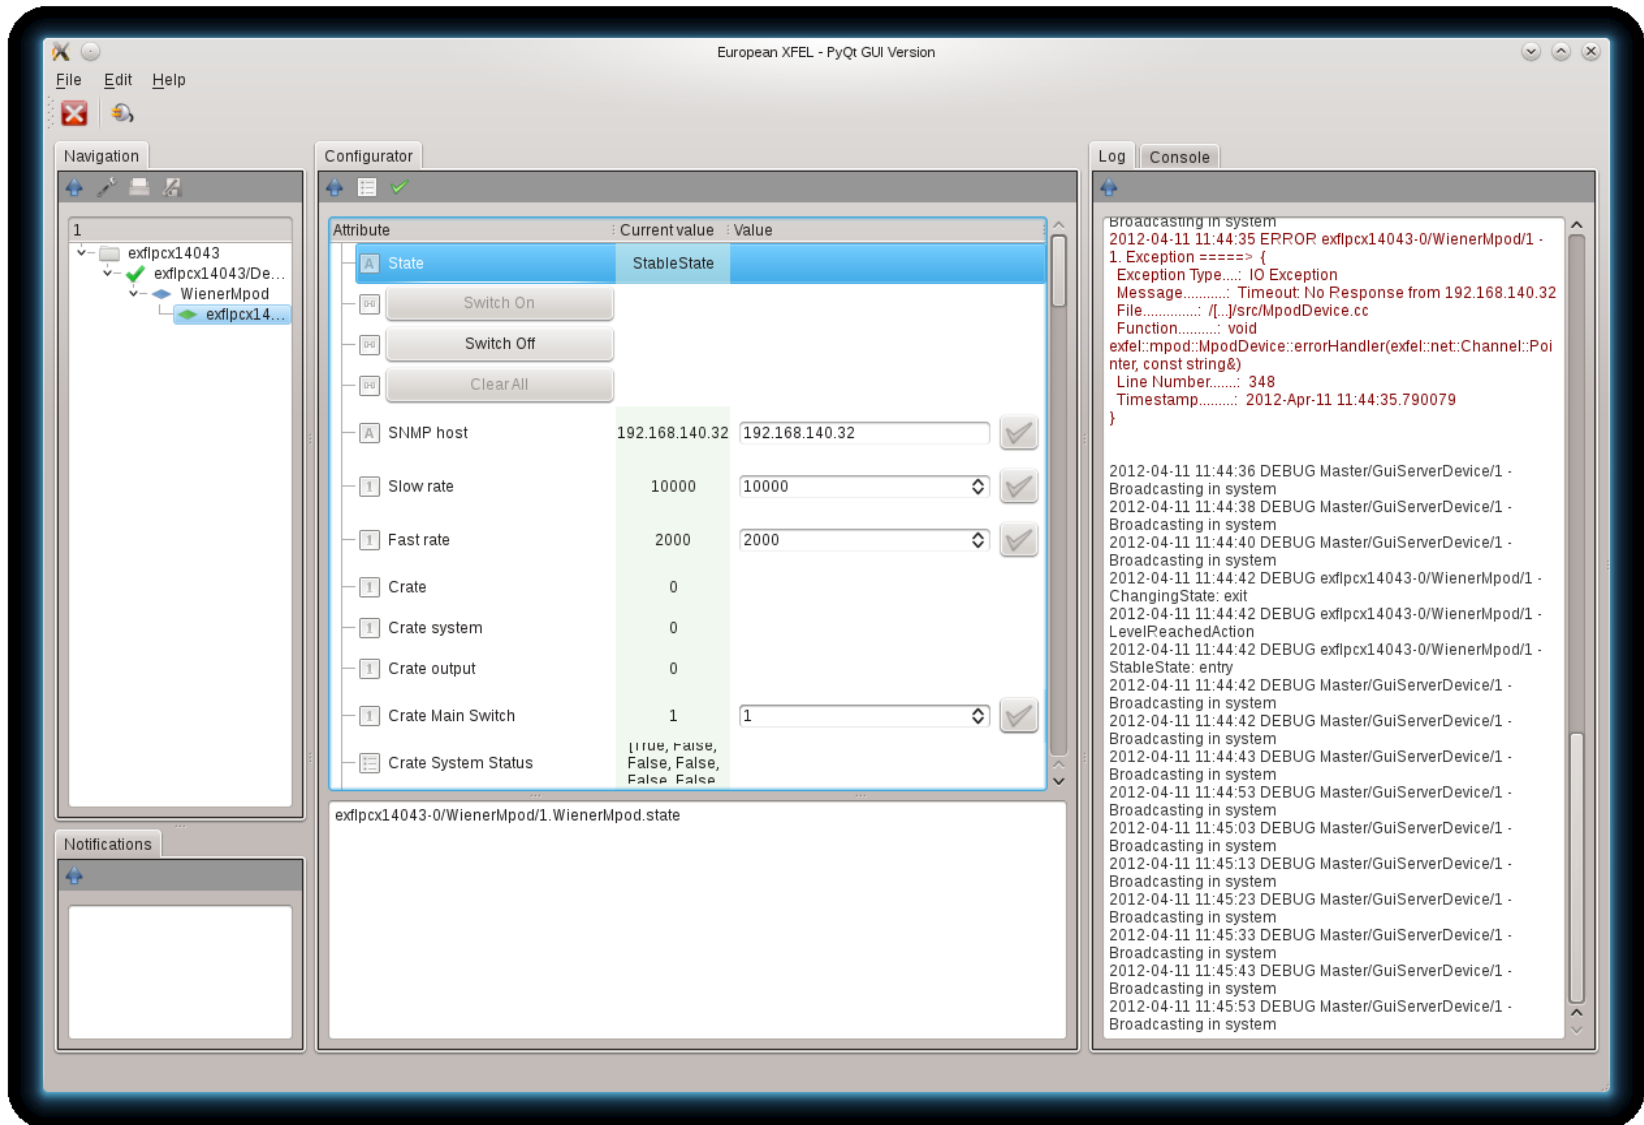 European XFEL - PyQt GUI Version
File Edit Help
Navigation
1
exflpcx14043
exflpcx14043/De...
WienerMpod
exflpcx14...
Notifications
Configurator
Attribute Current value Value
A State StableState
Switch On
Switch Off
Clear All
A SNMP host 192.168.140.32 192.168.140.32
1 Slow rate 10000 10000
1 Fast rate 2000 2000
1 Crate 0
1 Crate system 0
1 Crate output 0
1 Crate Main Switch 1 1
[True, False,
Crate System Status False, False,
False, False
exflpcx14043-0/WienerMpod/1.WienerMpod.state
Log Console
Broadcasting in system
2012-04-11 11:44:35 ERROR exflpcx14043-0/WienerMpod/1 -
1. Exception =====> {
Exception Type....: IO Exception
Message...........: Timeout: No Response from 192.168.140.32
File..............: /[...]/src/MpodDevice.cc
Function..........: void
exfel::mpod::MpodDevice::errorHandler(exfel::net::Channel::Poi
nter, const string&)
Line Number.......: 348
Timestamp.........: 2012-Apr-11 11:44:35.790079
}
2012-04-11 11:44:36 DEBUG Master/GuiServerDevice/1 -
Broadcasting in system
2012-04-11 11:44:38 DEBUG Master/GuiServerDevice/1 -
Broadcasting in system
2012-04-11 11:44:40 DEBUG Master/GuiServerDevice/1 -
Broadcasting in system
2012-04-11 11:44:42 DEBUG exflpcx14043-0/WienerMpod/1 -
ChangingState: exit
2012-04-11 11:44:42 DEBUG exflpcx14043-0/WienerMpod/1 -
LevelReachedAction
2012-04-11 11:44:42 DEBUG exflpcx14043-0/WienerMpod/1 -
StableState: entry
2012-04-11 11:44:42 DEBUG Master/GuiServerDevice/1 -
Broadcasting in system
2012-04-11 11:44:42 DEBUG Master/GuiServerDevice/1 -
Broadcasting in system
2012-04-11 11:44:43 DEBUG Master/GuiServerDevice/1 -
Broadcasting in system
2012-04-11 11:44:53 DEBUG Master/GuiServerDevice/1 -
Broadcasting in system
2012-04-11 11:45:03 DEBUG Master/GuiServerDevice/1 -
Broadcasting in system
2012-04-11 11:45:13 DEBUG Master/GuiServerDevice/1 -
Broadcasting in system
2012-04-11 11:45:23 DEBUG Master/GuiServerDevice/1 -
Broadcasting in system
2012-04-11 11:45:33 DEBUG Master/GuiServerDevice/1 -
Broadcasting in system
2012-04-11 11:45:43 DEBUG Master/GuiServerDevice/1 -
Broadcasting in system
2012-04-11 11:45:53 DEBUG Master/GuiServerDevice/1 -
Broadcasting in system